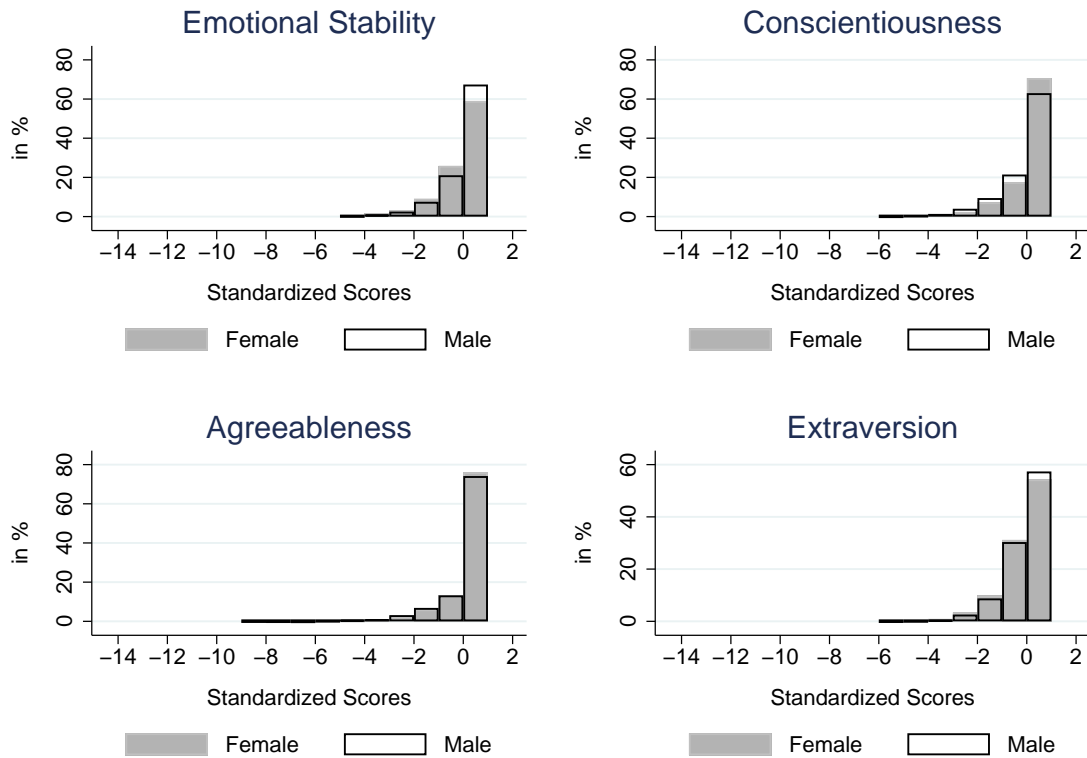 Emotional Stability
in %
80
60
40
20
0
−14 −12 −10 −8 −6 −4 −2 0 2
Standardized Scores
Female Male
Conscientiousness
in %
80
60
40
20
0
−14 −12 −10 −8 −6 −4 −2 0 2
Standardized Scores
Female Male
Agreeableness
in %
80
60
40
20
0
−14 −12 −10 −8 −6 −4 −2 0 2
Standardized Scores
Female Male
Extraversion
in %
60
40
20
0
−14 −12 −10 −8 −6 −4 −2 0 2
Standardized Scores
Female Male